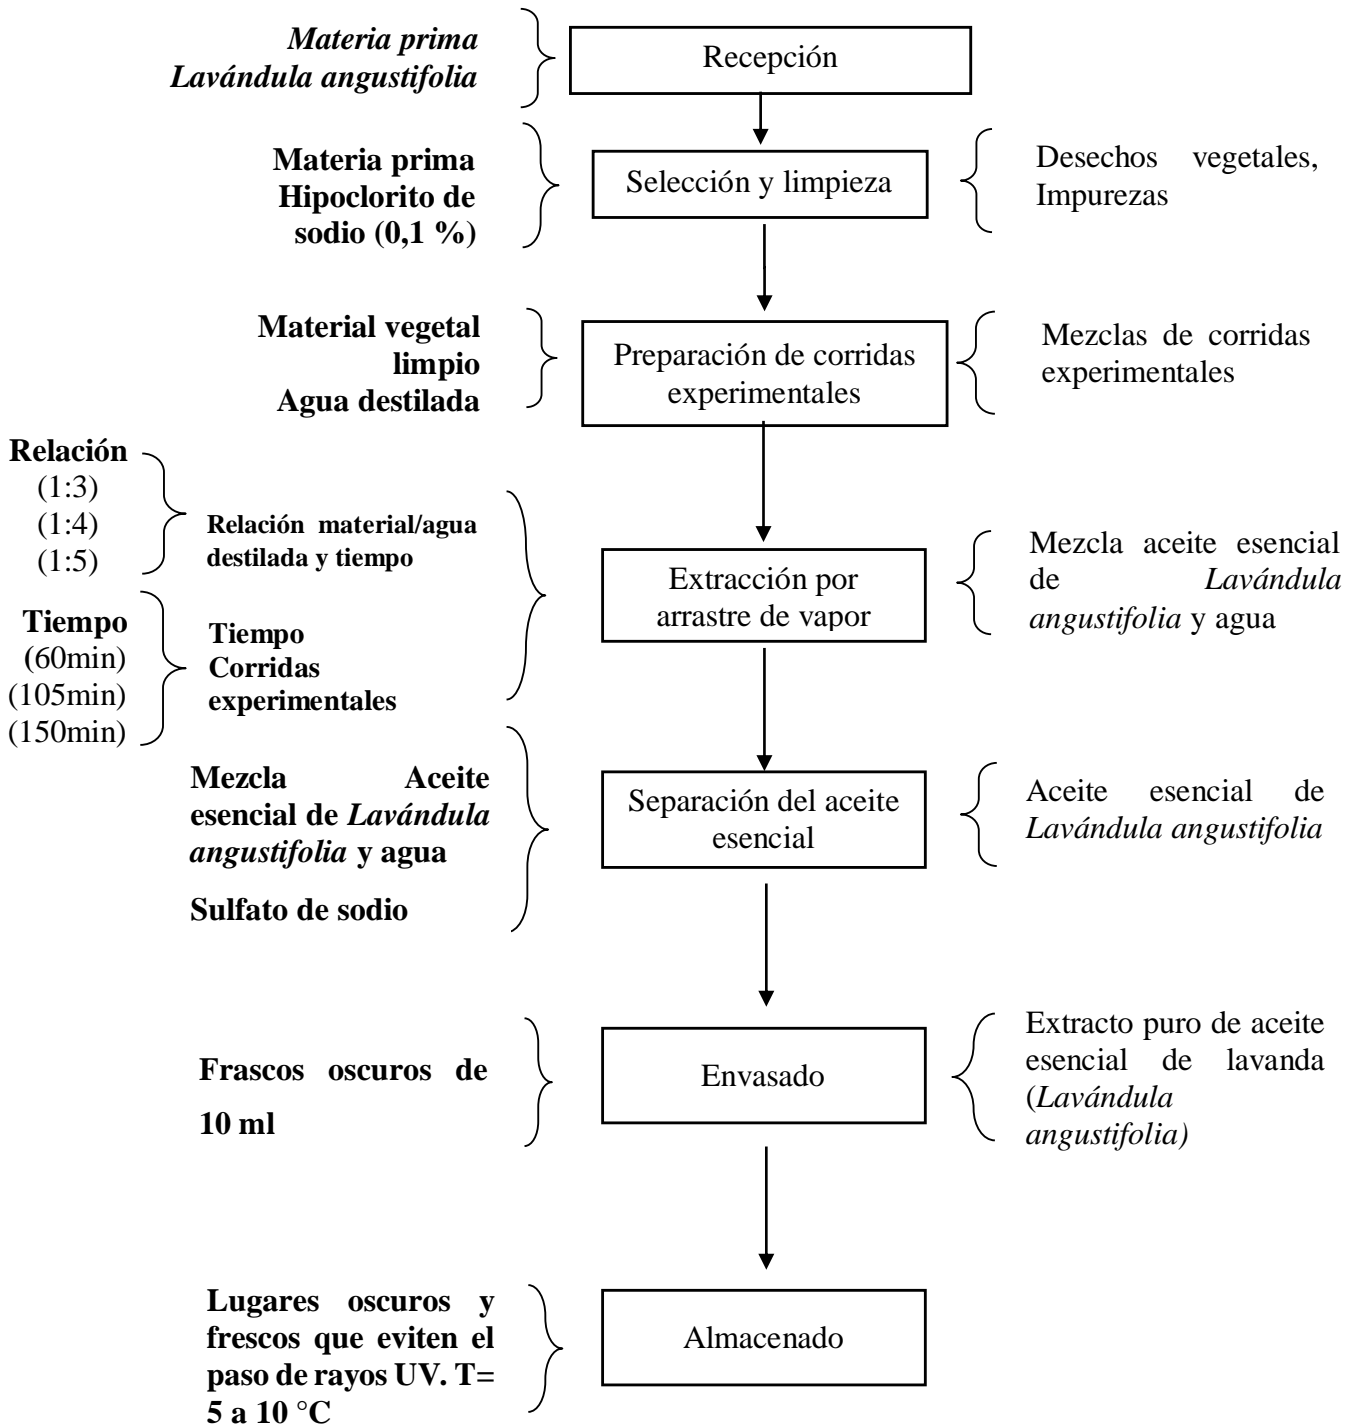 Materia prima
Lavándula angustifolia
Recepción
Materia prima
Hipoclorito de
sodio (0,1 %)
Selección y limpieza
Desechos vegetales,
Impurezas
Material vegetal
limpio
Agua destilada
Preparación de corridas
experimentales
Mezclas de corridas
experimentales
Relación
(1:3)
(1:4)
(1:5)
Relación material/agua
destilada y tiempo
Tiempo
(60min)
(105min)
(150min)
Tiempo
Corridas
experimentales
Extracción por
arrastre de vapor
Mezcla aceite esencial
de Lavándula
angustifolia y agua
Mezcla Aceite
esencial de Lavándula
angustifolia y agua
Sulfato de sodio
Separación del aceite
esencial
Aceite esencial de
Lavándula angustifolia
Frascos oscuros de
10 ml
Envasado
Extracto puro de aceite
esencial de lavanda
(Lavándula
angustifolia)
Lugares oscuros y
frescos que eviten el
paso de rayos UV. T=
5 a 10 °C
Almacenado